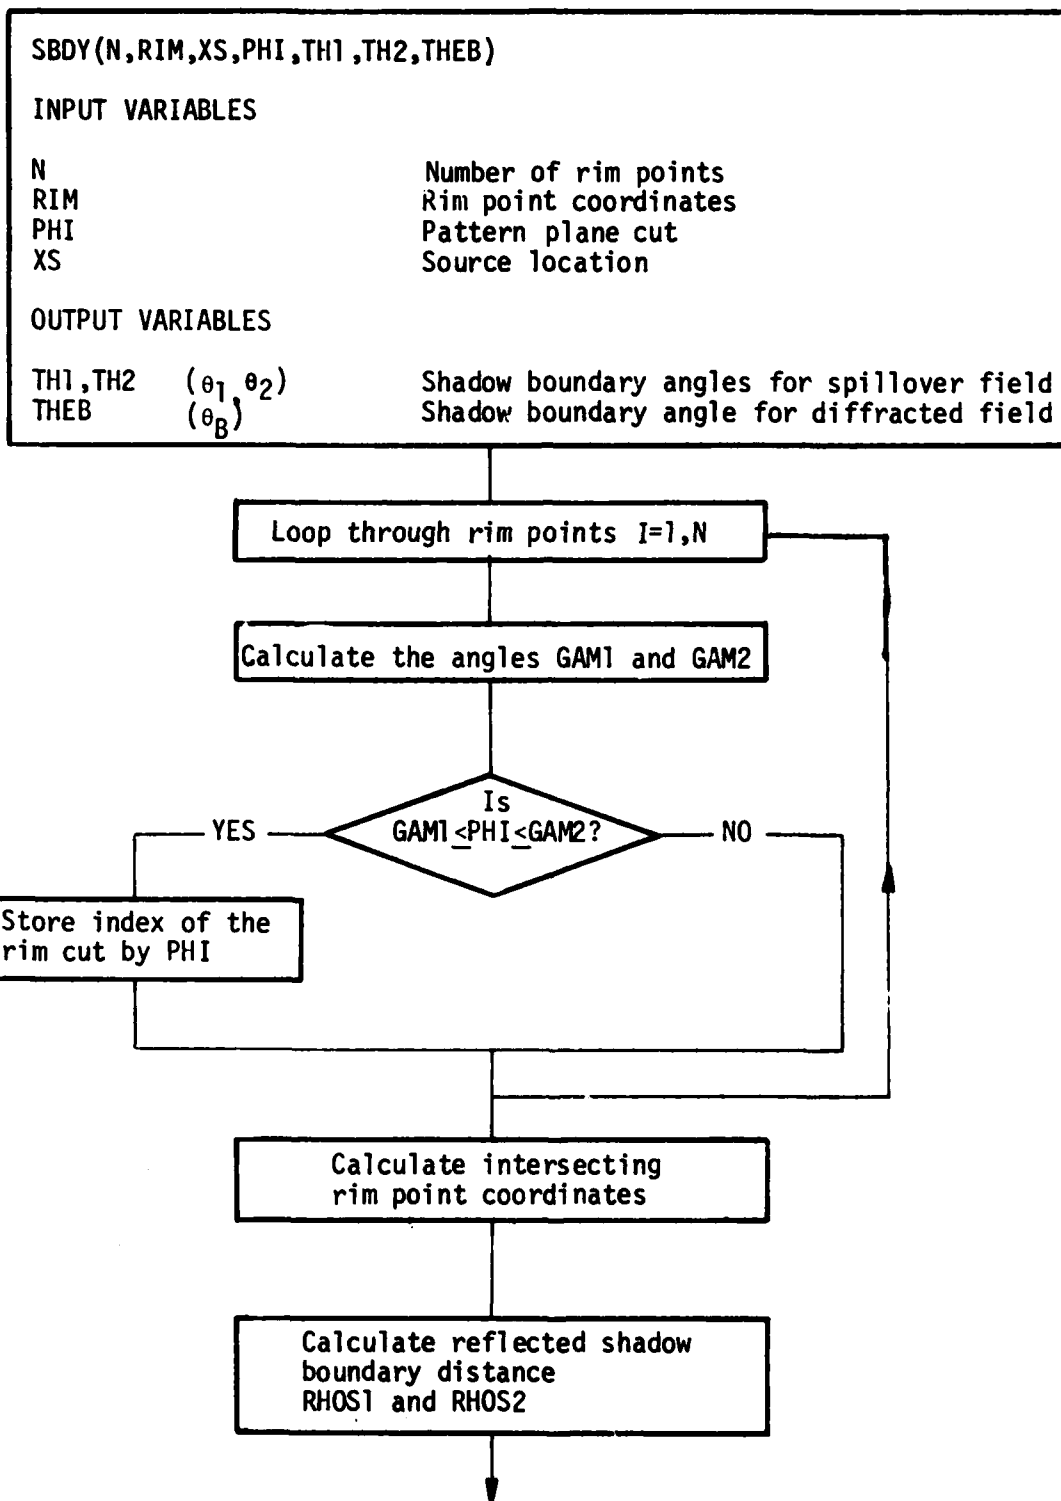 SBDY(N,RIM,XS,PHI,TH1,TH2,THEB)
INPUT VARIABLES
N Number of rim points
RIM Rim point coordinates
PHI Pattern plane cut
XS Source location
OUTPUT VARIABLES
TH1,TH2 (θ1,θ2) Shadow boundary angles for spillover field
THEB (θB) Shadow boundary angle for diffracted field
Loop through rim points I=1,N
Calculate the angles GAM1 and GAM2
Is
GAM1≤PHI≤GAM2?
YES
NO
Store index of the
rim cut by PHI
Calculate intersecting
rim point coordinates
Calculate reflected shadow
boundary distance
RHOS1 and RHOS2